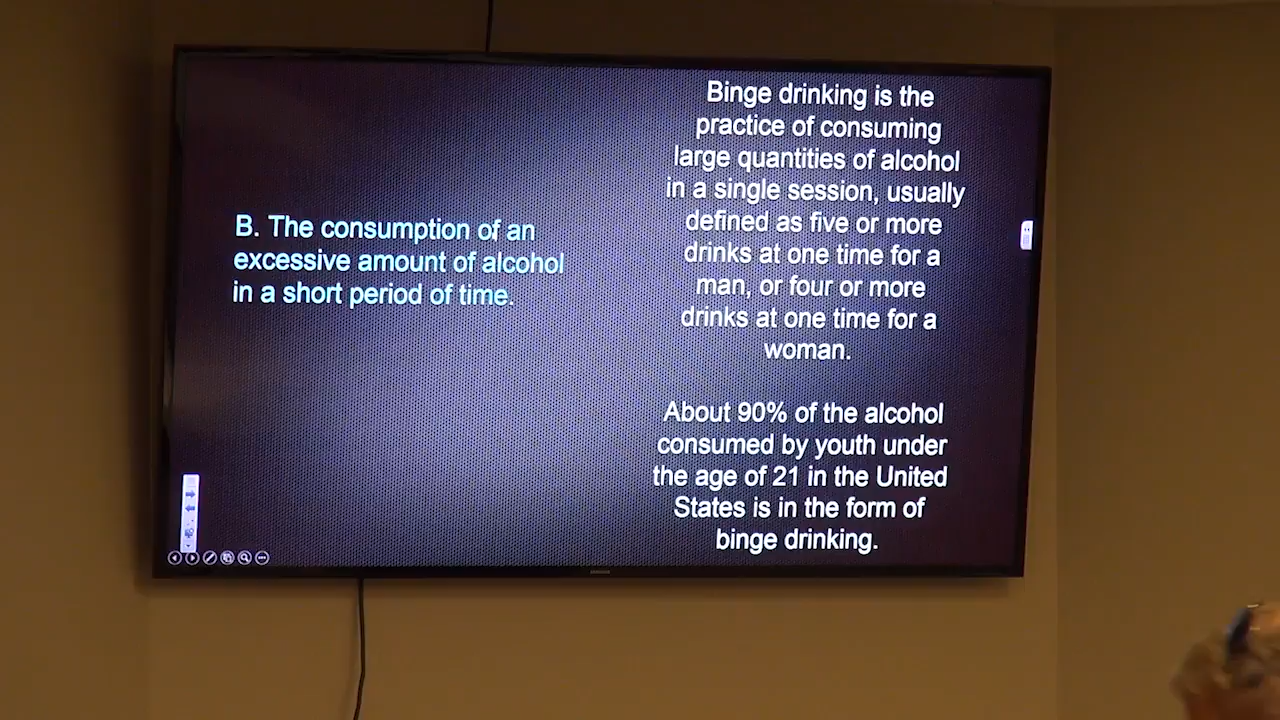 B. The consumption of an
excessive amount of alcohol
in a short period of time.
Binge drinking is the
practice of consuming
large quantities of alcohol
in a single session, usually
defined as five or more
drinks at one time for a
man, or four or more
drinks at one time for a
woman.
About 90% of the alcohol
consumed by youth under
the age of 21 in the United
States is in the form of
binge drinking.